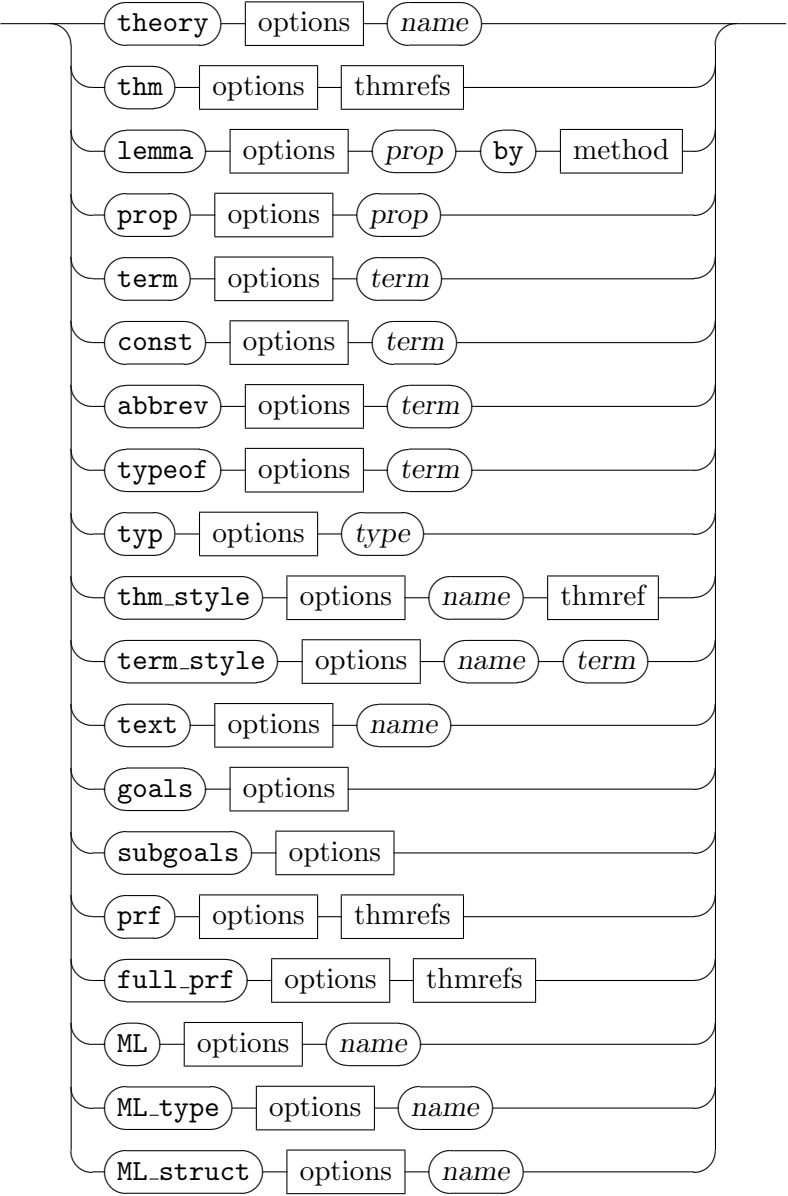 theory options name
thm options thmrefs
lemma options prop by method
prop options prop
term options term
const options term
abbrev options term
typeof options term
typ options type
thm_style options name thmref
term_style options name term
text options name
goals options
subgoals options
prf options thmrefs
full_prf options thmrefs
ML options name
ML_type options name
ML_struct options name